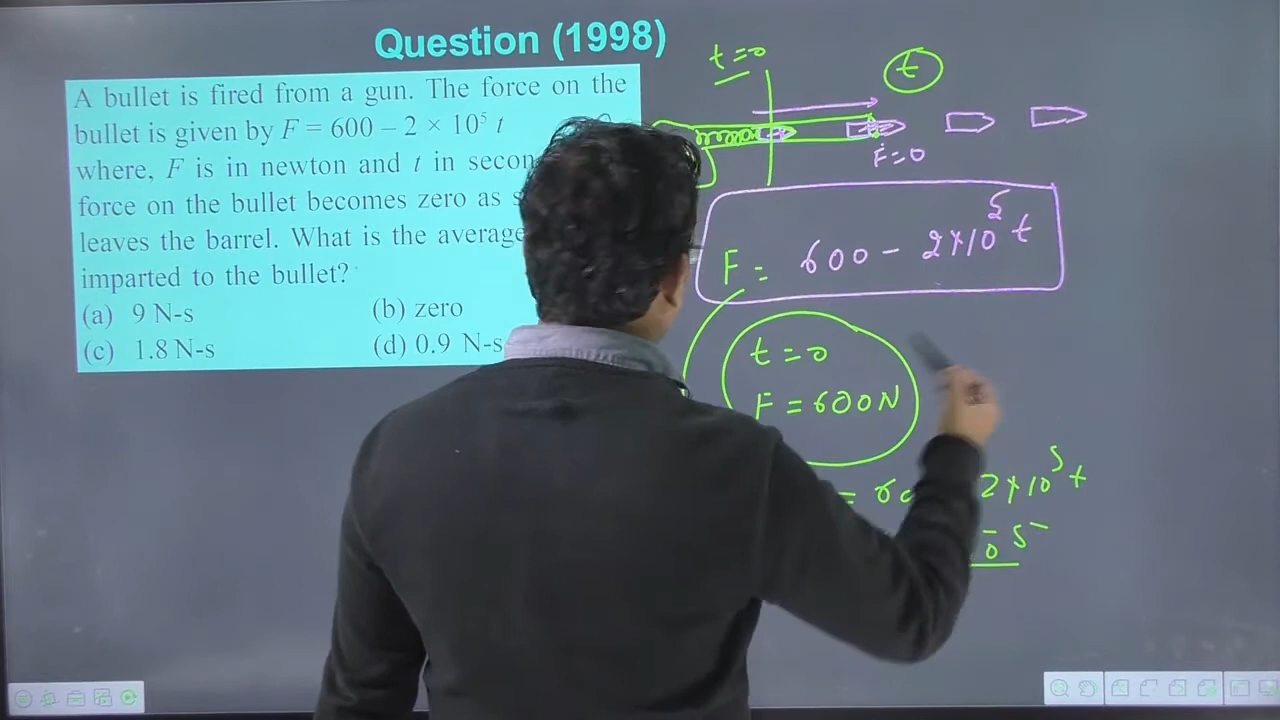 Question (1998)
A bullet is fired from a gun. The force on the
bullet is given by F = 600 – 2 × 10⁵ t
where, F is in newton and t in
force on the bullet becomes zero as
leaves the barrel. What is the average
imparted to the bullet?
(a) 9 N-s
(b) zero
(c) 1.8 N-s
(d) 0.9 N-s
t = 0
t
F = 0
F = 600 – 2×10⁵ t
t = 0
F = 600N
= 2×10⁵ t